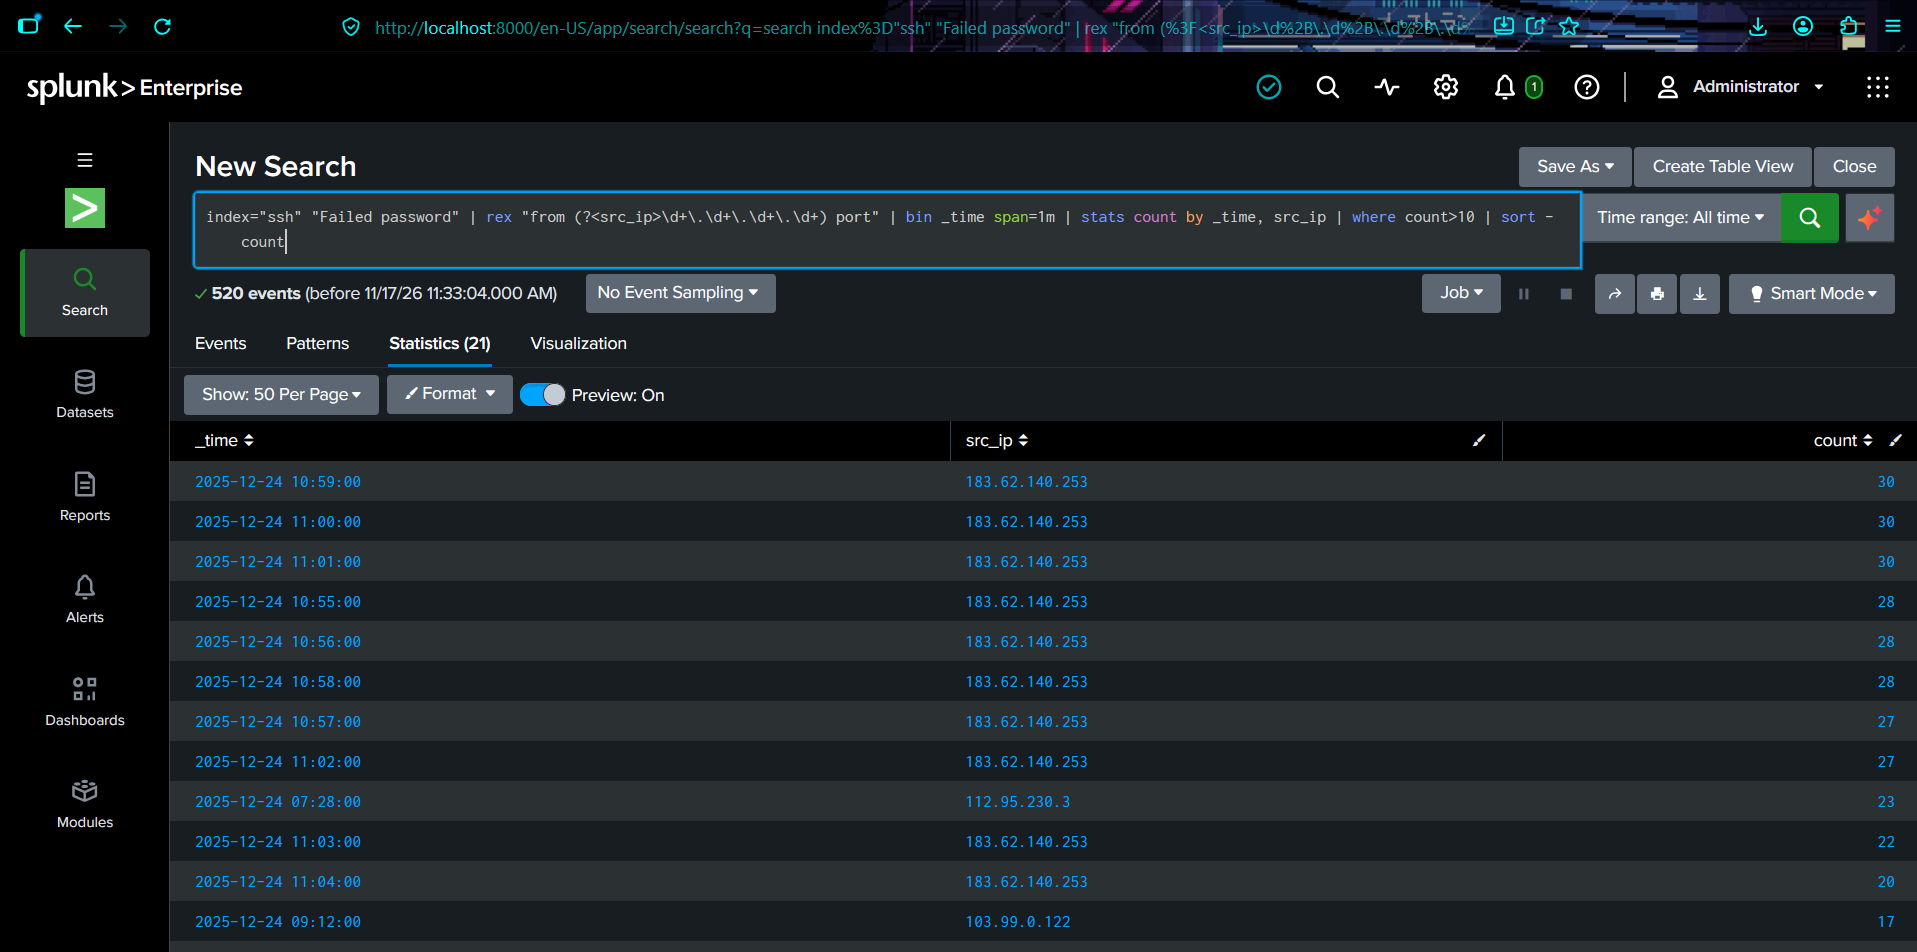 http://localhost:8000/en-US/app/search/search?q=search index%3D"ssh" "Failed password" | rex "from (%3F<src_ip>\d%2B\.\d%2B\.\d%2B\.\d%
splunk> Enterprise
1
Administrator
New Search
Save As
Create Table View
Close
index="ssh" "Failed password" | rex "from (?<src_ip>\d+\.\d+\.\d+\.\d+) port" | bin _time span=1m | stats count by _time, src_ip | where count>10 | sort -
count
Time range: All time
520 events (before 11/17/26 11:33:04.000 AM)
No Event Sampling
Job
Smart Mode
Events
Patterns
Statistics (21)
Visualization
Show: 50 Per Page
Format
Preview: On
Search
Datasets
Reports
Alerts
Dashboards
Modules
_time
src_ip
count
2025-12-24 10:59:00 183.62.140.253 30
2025-12-24 11:00:00 183.62.140.253 30
2025-12-24 11:01:00 183.62.140.253 30
2025-12-24 10:55:00 183.62.140.253 28
2025-12-24 10:56:00 183.62.140.253 28
2025-12-24 10:58:00 183.62.140.253 28
2025-12-24 10:57:00 183.62.140.253 27
2025-12-24 11:02:00 183.62.140.253 27
2025-12-24 07:28:00 112.95.230.3 23
2025-12-24 11:03:00 183.62.140.253 22
2025-12-24 11:04:00 183.62.140.253 20
2025-12-24 09:12:00 103.99.0.122 17